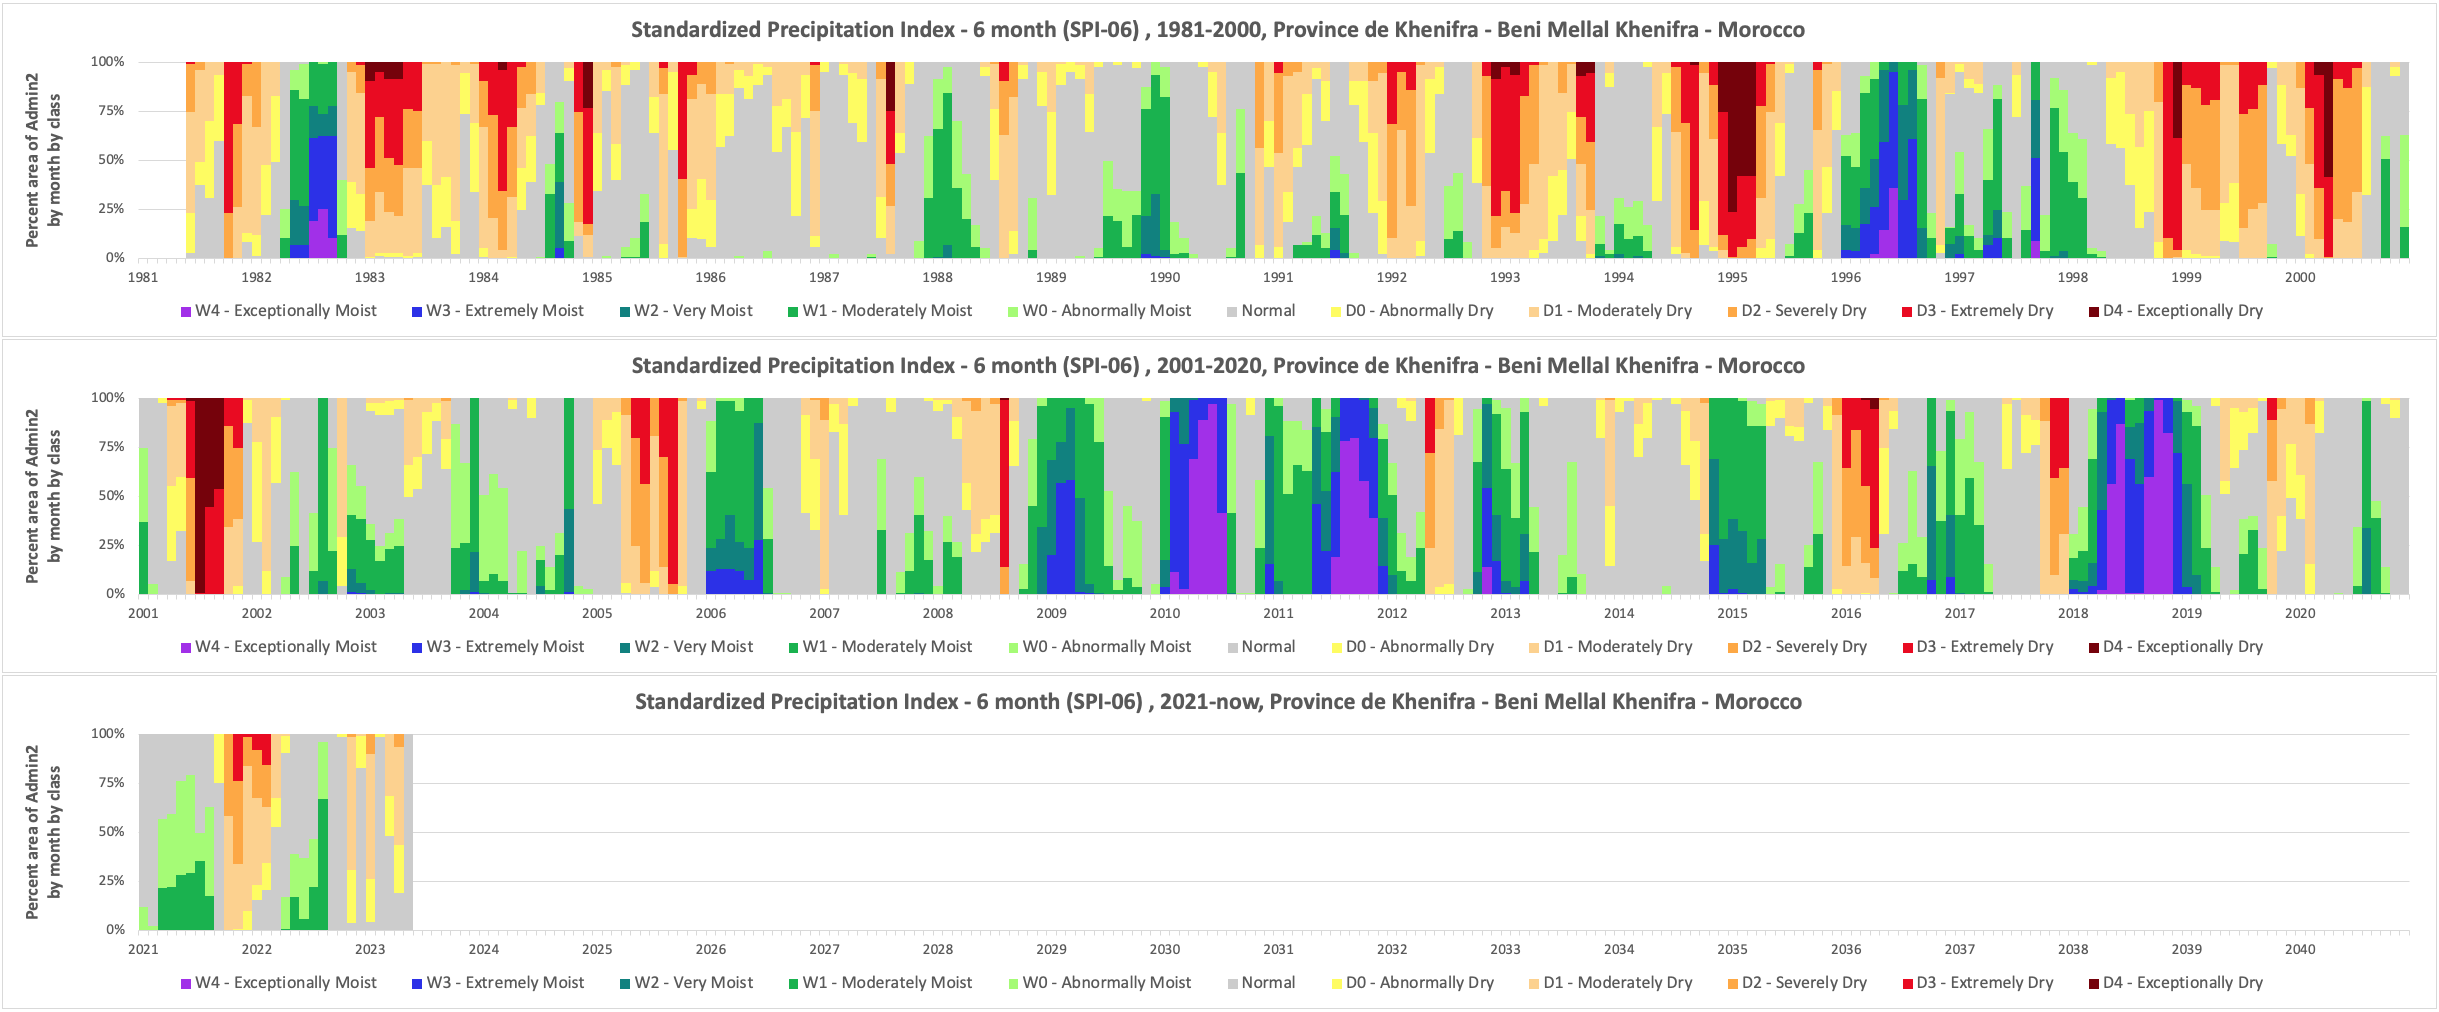 Standardized Precipitation Index - 6 month (SPI-06) , 1981-2000, Province de Khenifra - Beni Mellal Khenifra - Morocco
Percent area of Admin2
by month by class
100%
75%
50%
25%
0%
1981 1982 1983 1984 1985 1986 1987 1988 1989 1990 1991 1992 1993 1994 1995 1996 1997 1998 1999 2000
W4 - Exceptionally Moist W3 - Extremely Moist W2 - Very Moist W1 - Moderately Moist W0 - Abnormally Moist Normal D0 - Abnormally Dry D1 - Moderately Dry D2 - Severely Dry D3 - Extremely Dry D4 - Exceptionally Dry
Standardized Precipitation Index - 6 month (SPI-06) , 2001-2020, Province de Khenifra - Beni Mellal Khenifra - Morocco
Percent area of Admin2
by month by class
100%
75%
50%
25%
0%
2001 2002 2003 2004 2005 2006 2007 2008 2009 2010 2011 2012 2013 2014 2015 2016 2017 2018 2019 2020
W4 - Exceptionally Moist W3 - Extremely Moist W2 - Very Moist W1 - Moderately Moist W0 - Abnormally Moist Normal D0 - Abnormally Dry D1 - Moderately Dry D2 - Severely Dry D3 - Extremely Dry D4 - Exceptionally Dry
Standardized Precipitation Index - 6 month (SPI-06) , 2021-now, Province de Khenifra - Beni Mellal Khenifra - Morocco
Percent area of Admin2
by month by class
100%
75%
50%
25%
0%
2021 2022 2023 2024 2025 2026 2027 2028 2029 2030 2031 2032 2033 2034 2035 2036 2037 2038 2039 2040
W4 - Exceptionally Moist W3 - Extremely Moist W2 - Very Moist W1 - Moderately Moist W0 - Abnormally Moist Normal D0 - Abnormally Dry D1 - Moderately Dry D2 - Severely Dry D3 - Extremely Dry D4 - Exceptionally Dry